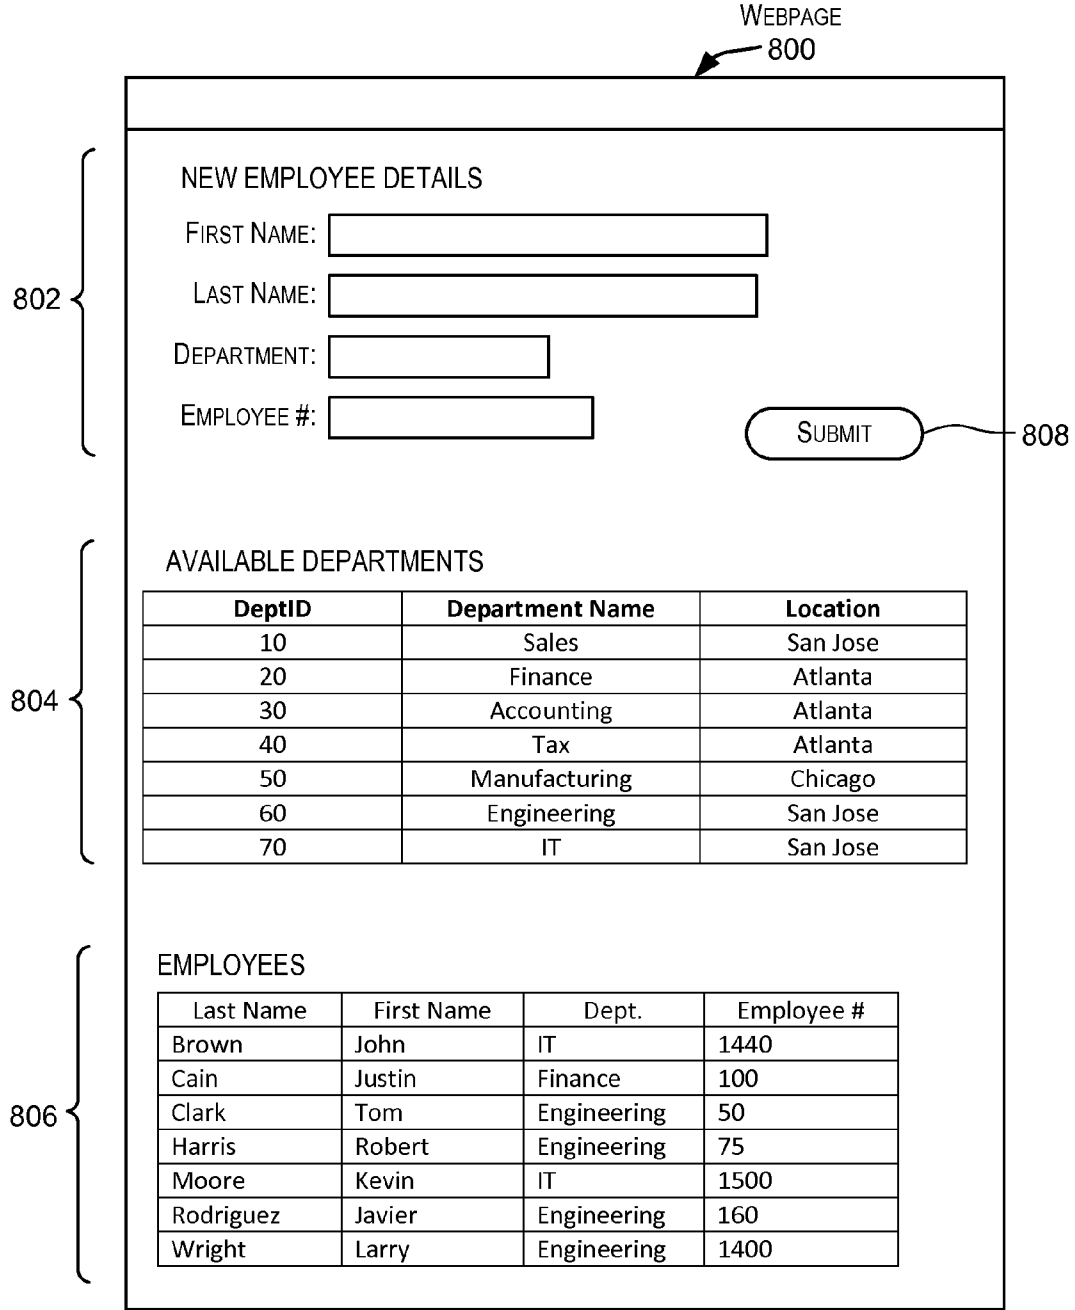 WEBPAGE
800
NEW EMPLOYEE DETAILS
FIRST NAME:
LAST NAME:
802
DEPARTMENT:
EMPLOYEE #:
SUBMIT
808
AVAILABLE DEPARTMENTS
DeptID Department Name Location
10 Sales San Jose
20 Finance Atlanta
804
30 Accounting Atlanta
40 Tax Atlanta
50 Manufacturing Chicago
60 Engineering San Jose
70 IT San Jose
EMPLOYEES
Last Name First Name Dept. Employee #
Brown John IT 1440
Cain Justin Finance 100
806
Clark Tom Engineering 50
Harris Robert Engineering 75
Moore Kevin IT 1500
Rodriguez Javier Engineering 160
Wright Larry Engineering 1400